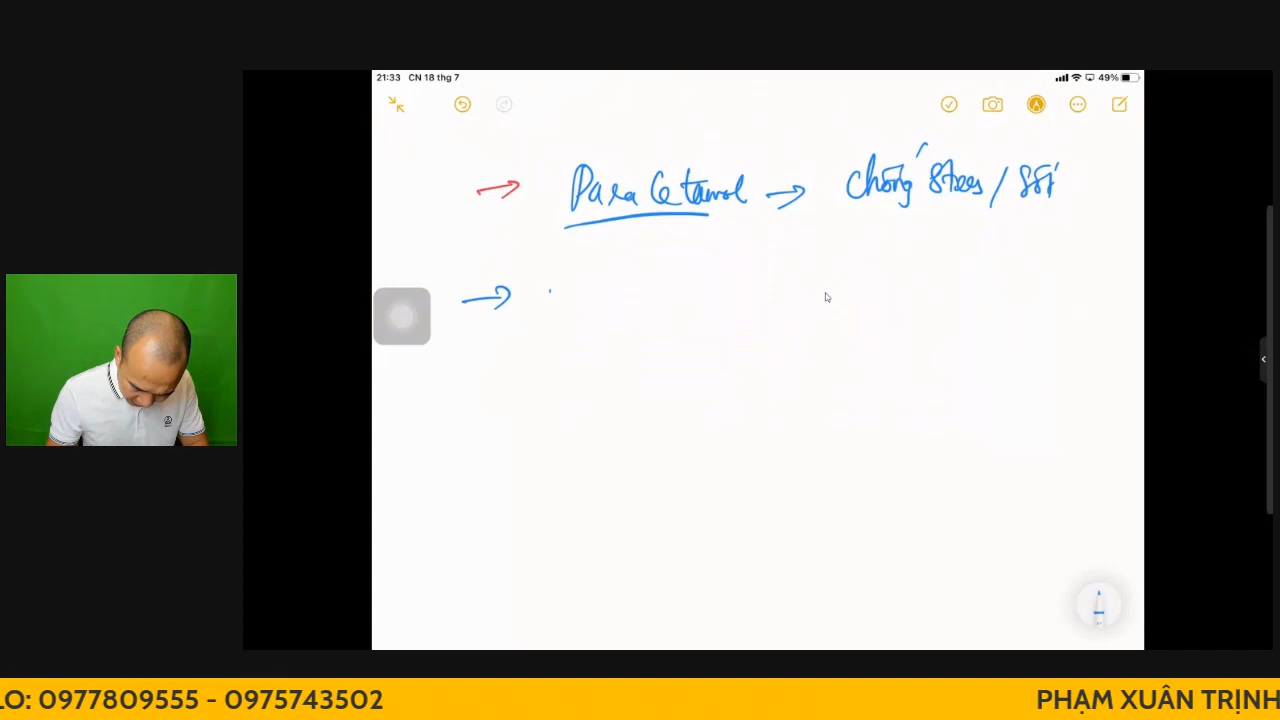 21:33 CN 18 thg 7
49%
→ Paracetamol → chống stress / sốt
→
LO: 0977809555 - 0975743502
PHẠM XUÂN TRỊNH